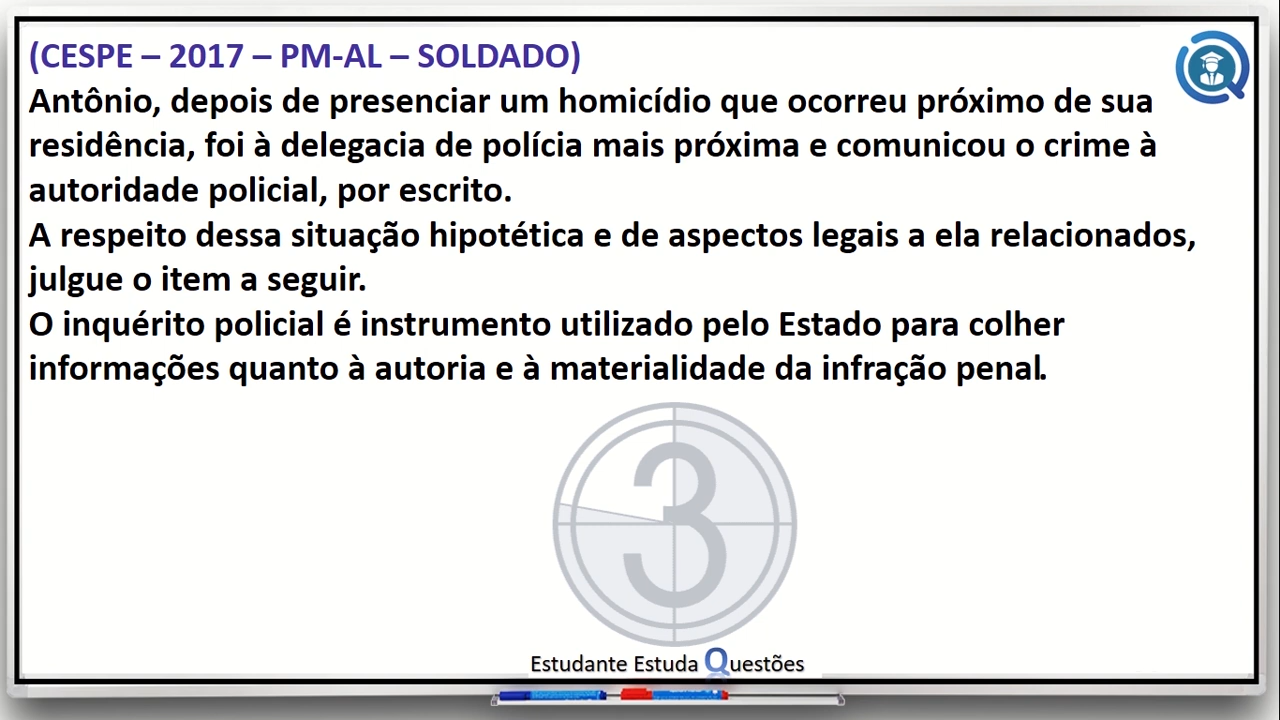 (CESPE – 2017 – PM-AL – SOLDADO)
Antônio, depois de presenciar um homicídio que ocorreu próximo de sua
residência, foi à delegacia de polícia mais próxima e comunicou o crime à
autoridade policial, por escrito.
A respeito dessa situação hipotética e de aspectos legais a ela relacionados,
julgue o item a seguir.
O inquérito policial é instrumento utilizado pelo Estado para colher
informações quanto à autoria e à materialidade da infração penal.
3
Estudante Estuda Questões